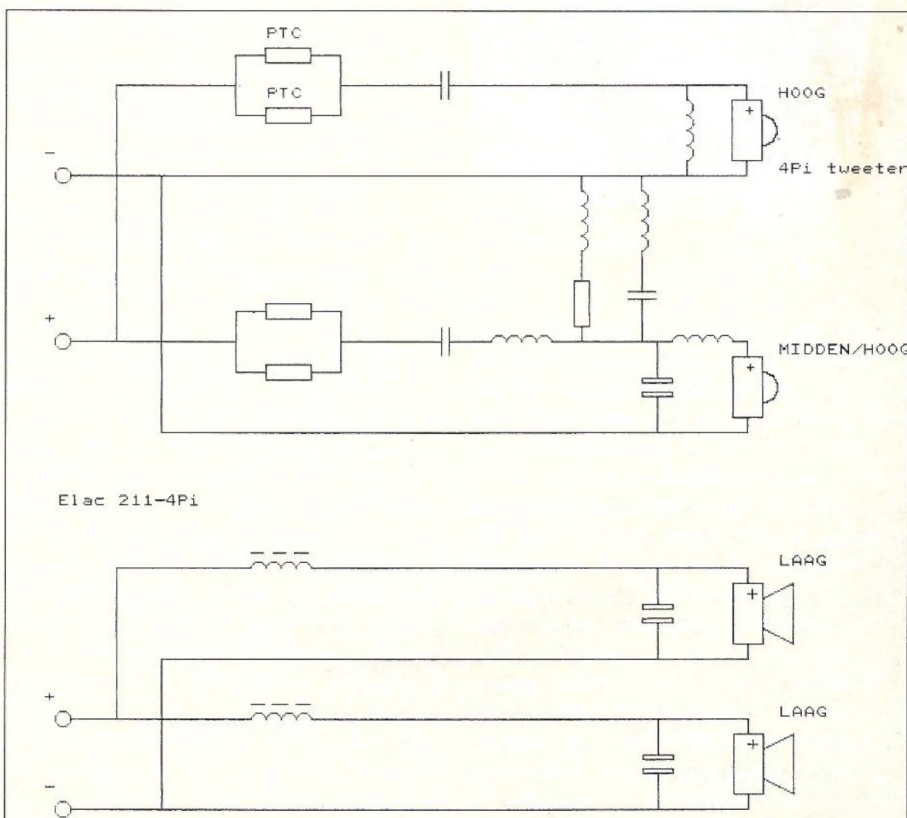 PTC
PTC
HOOG
-
4Pi tweeter
+
+
MIDDEN/HOOG
+
Elac 211-4Pi
LAAG
+
+
LAAG
+
-